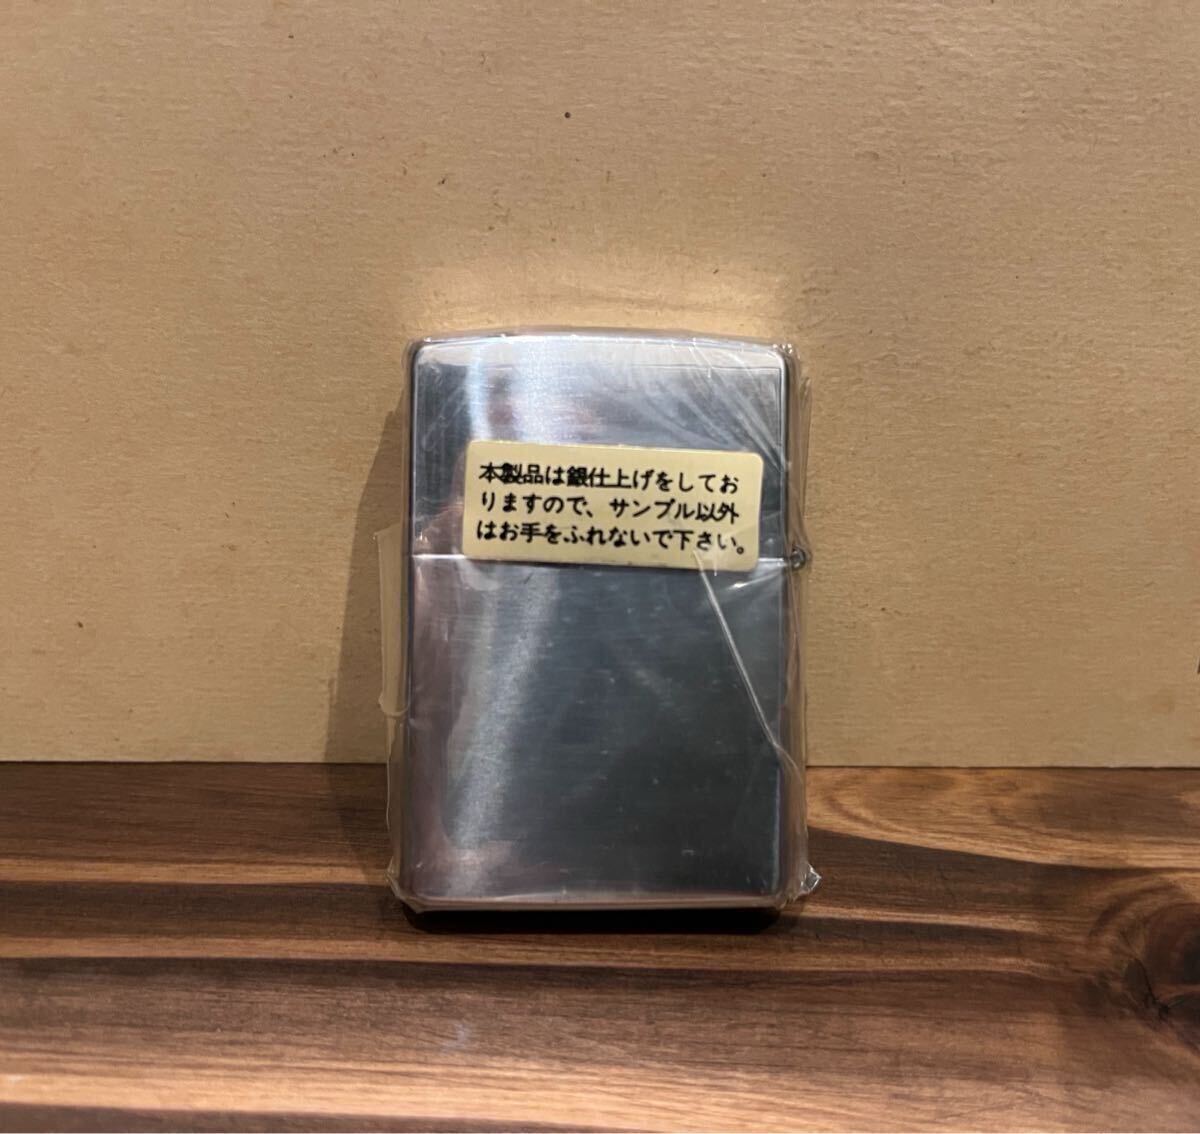 本製品は銀仕上げをしてお
りますので、サンプル以外
はお手をふれないで下さい。